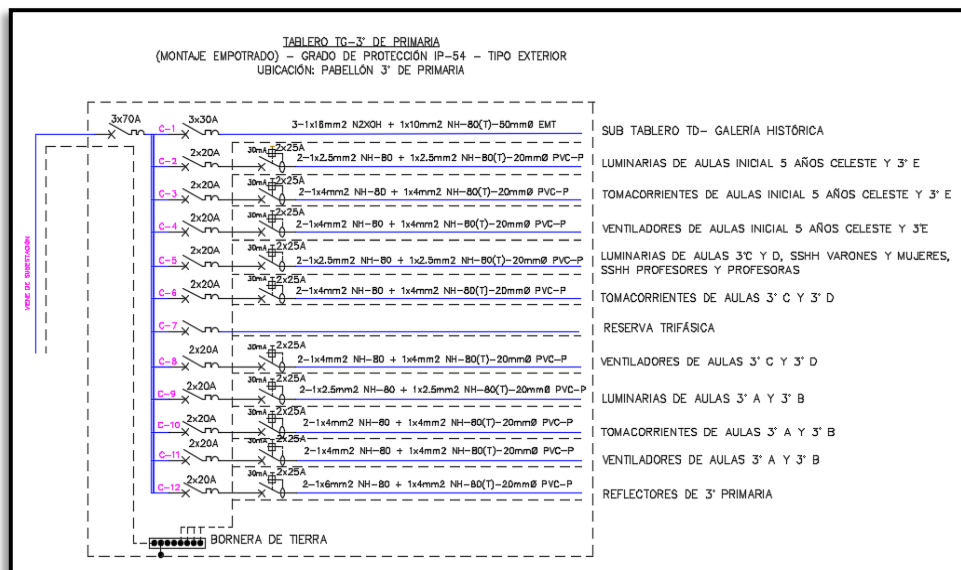 TABLERO TG-3° DE PRIMARIA
(MONTAJE EMPOTRADO) - GRADO DE PROTECCIÓN IP-54 - TIPO EXTERIOR
UBICACIÓN: PABELLÓN 3° DE PRIMARIA
3x70A
VIENE DE SUBESTACIÓN
C-1 3x30A 3-1x16mm2 N2XOH + 1x10mm2 NH-80(T)-50mmØ EMT SUB TABLERO TD- GALERÍA HISTÓRICA
C-2 2x20A 30mA 2x25A 2-1x2.5mm2 NH-80 + 1x2.5mm2 NH-80(T)-20mmØ PVC-P LUMINARIAS DE AULAS INICIAL 5 AÑOS CELESTE Y 3° E
C-3 2x20A 30mA 2x25A 2-1x4mm2 NH-80 + 1x4mm2 NH-80(T)-20mmØ PVC-P TOMACORRIENTES DE AULAS INICIAL 5 AÑOS CELESTE Y 3° E
C-4 2x20A 30mA 2x25A 2-1x4mm2 NH-80 + 1x4mm2 NH-80(T)-20mmØ PVC-P VENTILADORES DE AULAS INICIAL 5 AÑOS CELESTE Y 3°E
C-5 2x20A 30mA 2x25A 2-1x2.5mm2 NH-80 + 1x2.5mm2 NH-80(T)-20mmØ PVC-P LUMINARIAS DE AULAS 3°C Y D, SSHH VARONES Y MUJERES,
SSHH PROFESORES Y PROFESORAS
C-6 2x20A 30mA 2x25A 2-1x4mm2 NH-80 + 1x4mm2 NH-80(T)-20mmØ PVC-P TOMACORRIENTES DE AULAS 3° C Y 3° D
C-7 RESERVA TRIFÁSICA
C-8 2x20A 30mA 2x25A 2-1x4mm2 NH-80 + 1x4mm2 NH-80(T)-20mmØ PVC-P VENTILADORES DE AULAS 3° C Y 3° D
C-9 2x20A 30mA 2x25A 2-1x2.5mm2 NH-80 + 1x2.5mm2 NH-80(T)-20mmØ PVC-P LUMINARIAS DE AULAS 3° A Y 3° B
C-10 2x20A 30mA 2x25A 2-1x4mm2 NH-80 + 1x4mm2 NH-80(T)-20mmØ PVC-P TOMACORRIENTES DE AULAS 3° A Y 3° B
C-11 2x20A 30mA 2x25A 2-1x4mm2 NH-80 + 1x4mm2 NH-80(T)-20mmØ PVC-P VENTILADORES DE AULAS 3° A Y 3° B
C-12 2x20A 30mA 2x25A 2-1x6mm2 NH-80 + 1x4mm2 NH-80(T)-20mmØ PVC-P REFLECTORES DE 3° PRIMARIA
BORNERA DE TIERRA